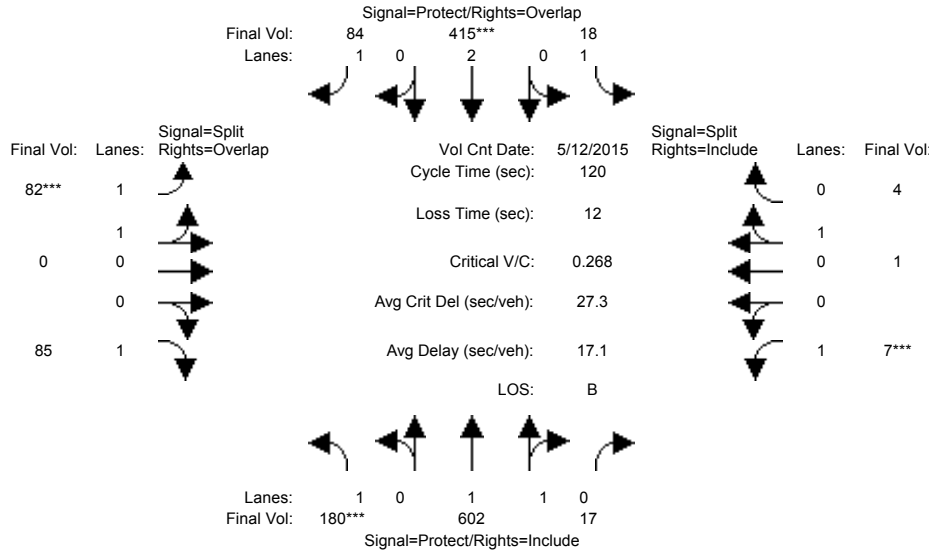 Signal=Protect/Rights=Overlap
Final Vol: 84 415*** 18
Lanes: 1 0 2 0 1
Signal=Split Signal=Split
Final Vol: Lanes: Rights=Overlap Vol Cnt Date: 5/12/2015 Rights=Include Lanes: Final Vol:
Cycle Time (sec): 120
82*** 1 0 4
Loss Time (sec): 12
1 1
0 0 Critical V/C: 0.268 0 1
0 Avg Crit Del (sec/veh): 27.3 0
85 1 Avg Delay (sec/veh): 17.1 1 7***
LOS: B
Lanes: 1 0 1 1 0
Final Vol: 180*** 602 17
Signal=Protect/Rights=Include